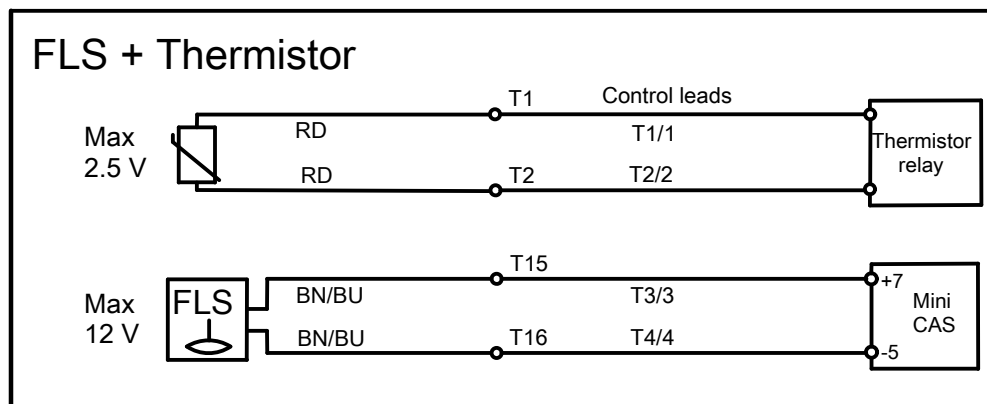 FLS + Thermistor
T1 Control leads
Max
2.5 V
RD T1/1
Thermistor
relay
RD T2 T2/2
T15
Max
12 V
FLS
BN/BU T3/3
+7
Mini
CAS
BN/BU T16 T4/4
-5